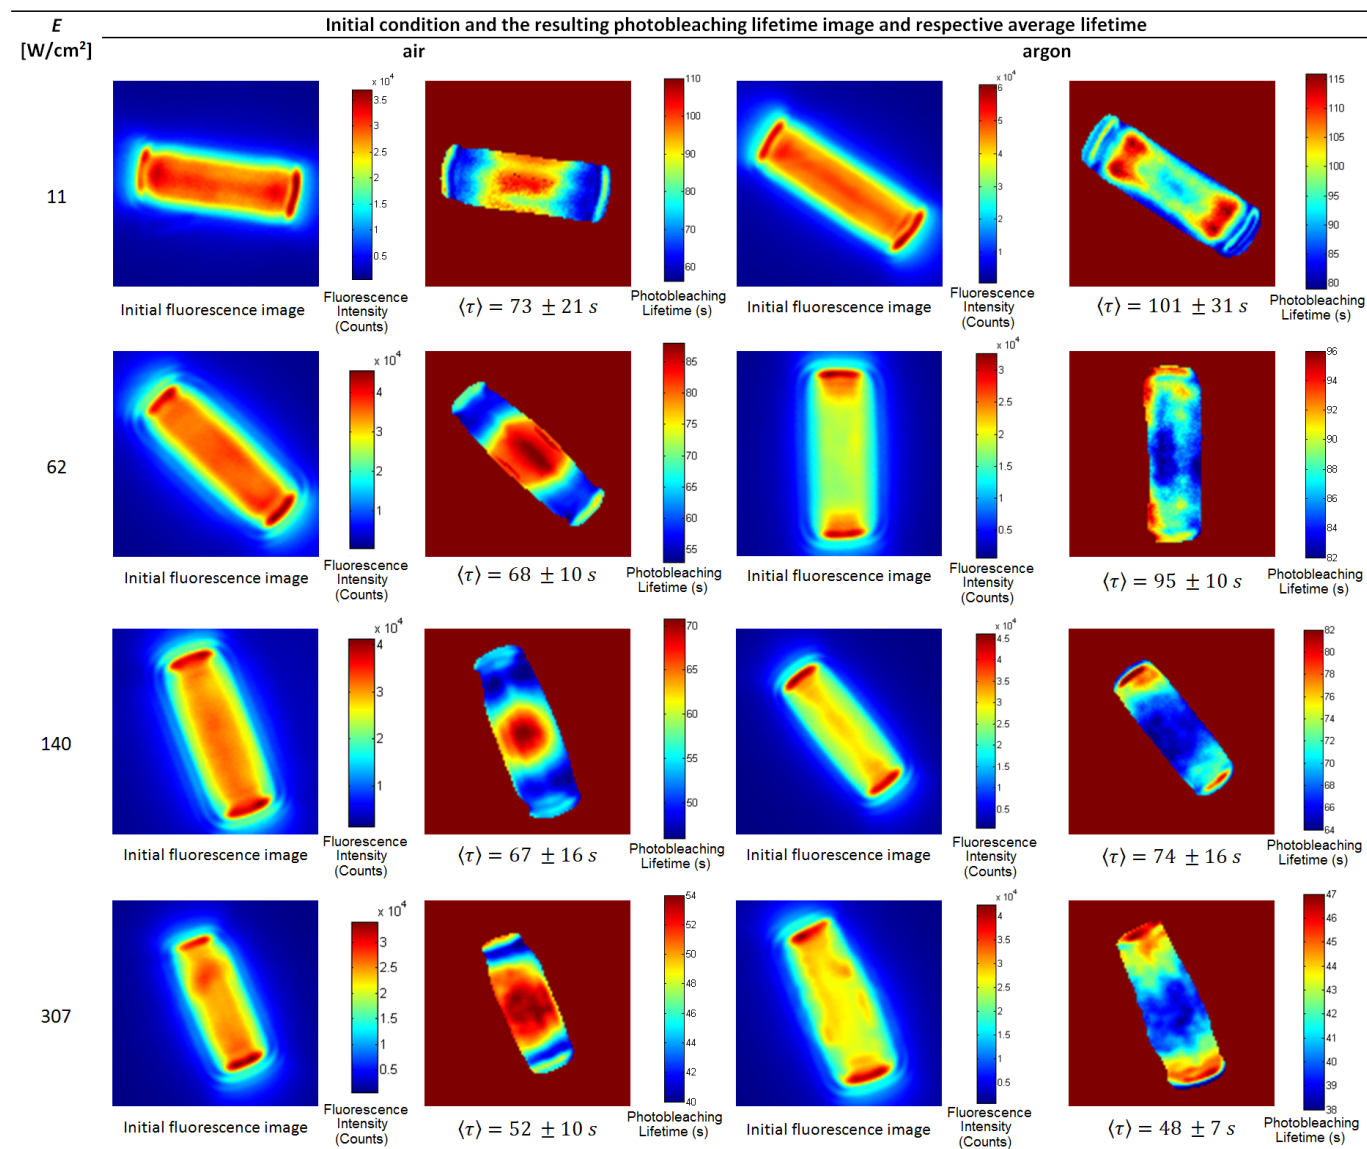 E Initial condition and the resulting photobleaching lifetime image and respective average lifetime
[W/cm²] air argon
11
x 10⁴
3.5
3
2.5
2
1.5
1
0.5
Initial fluorescence image
Fluorescence
Intensity
(Counts)
110
100
90
80
70
60
⟨τ⟩ = 73 ± 21 s
Photobleaching
Lifetime (s)
x 10⁴
6
5
4
3
2
1
Initial fluorescence image
Fluorescence
Intensity
(Counts)
115
110
105
100
95
90
85
80
⟨τ⟩ = 101 ± 31 s
Photobleaching
Lifetime (s)
62
x 10⁴
4
3
2
1
Initial fluorescence image
Fluorescence
Intensity
(Counts)
85
80
75
70
65
60
55
⟨τ⟩ = 68 ± 10 s
Photobleaching
Lifetime (s)
x 10⁴
3
2.5
2
1.5
1
0.5
Initial fluorescence image
Fluorescence
Intensity
(Counts)
96
94
92
90
88
86
84
82
⟨τ⟩ = 95 ± 10 s
Photobleaching
Lifetime (s)
140
x 10⁴
4
3
2
1
Initial fluorescence image
Fluorescence
Intensity
(Counts)
70
65
60
55
50
⟨τ⟩ = 67 ± 16 s
Photobleaching
Lifetime (s)
x 10⁴
4.5
4
3.5
3
2.5
2
1.5
1
0.5
Initial fluorescence image
Fluorescence
Intensity
(Counts)
82
80
78
76
74
72
70
68
66
64
⟨τ⟩ = 74 ± 16 s
Photobleaching
Lifetime (s)
307
x 10⁴
3
2.5
2
1.5
1
0.5
Initial fluorescence image
Fluorescence
Intensity
(Counts)
54
52
50
48
46
44
42
40
⟨τ⟩ = 52 ± 10 s
Photobleaching
Lifetime (s)
x 10⁴
4
3.5
3
2.5
2
1.5
1
0.5
Initial fluorescence image
Fluorescence
Intensity
(Counts)
47
46
45
44
43
42
41
40
39
38
⟨τ⟩ = 48 ± 7 s
Photobleaching
Lifetime (s)